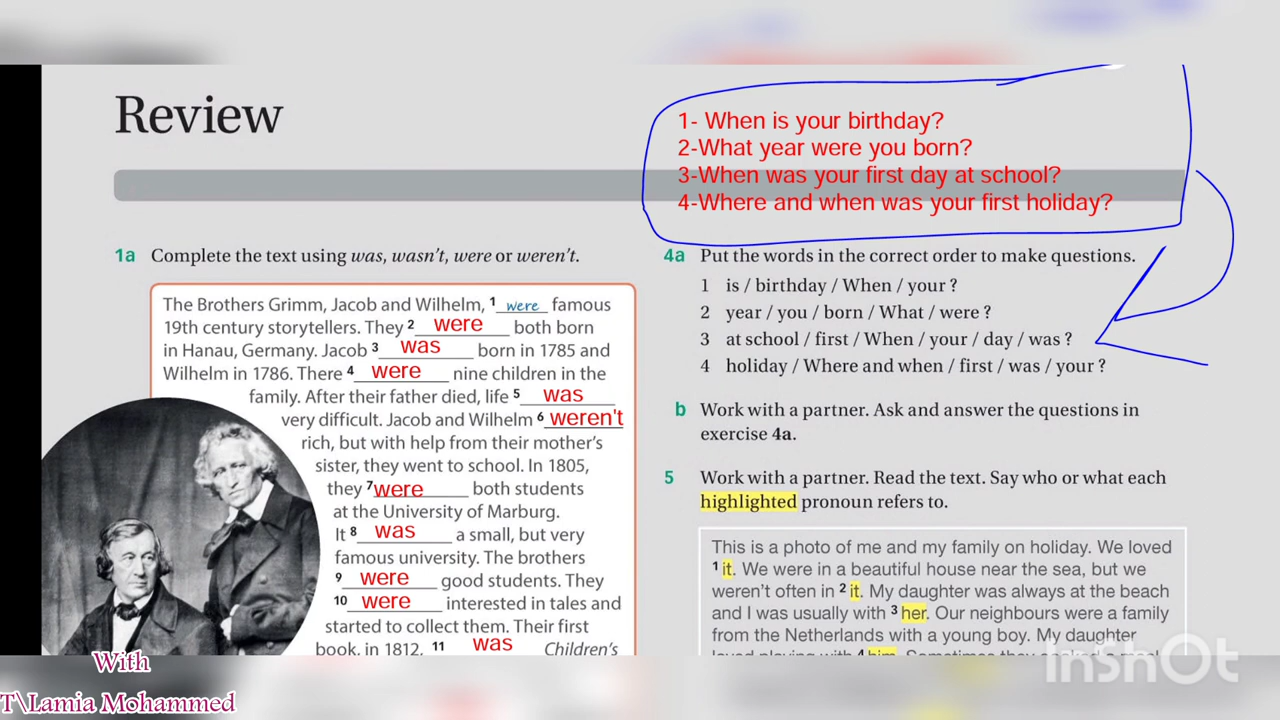 Review
1- When is your birthday?
2-What year were you born?
3-When was your first day at school?
4-Where and when was your first holiday?
1a Complete the text using was, wasn't, were or weren't.
The Brothers Grimm, Jacob and Wilhelm, 1 were famous
19th century storytellers. They 2 were both born
in Hanau, Germany. Jacob 3 was born in 1785 and
Wilhelm in 1786. There 4 were nine children in the
family. After their father died, life 5 was
very difficult. Jacob and Wilhelm 6 weren't
rich, but with help from their mother's
sister, they went to school. In 1805,
they 7 were both students
at the University of Marburg.
It 8 was a small, but very
famous university. The brothers
9 were good students. They
10 were interested in tales and
started to collect them. Their first
book, in 1812, 11 was Children's
4a Put the words in the correct order to make questions.
1 is / birthday / When / your ?
2 year / you / born / What / were ?
3 at school / first / When / your / day / was ?
4 holiday / Where and when / first / was / your ?
b Work with a partner. Ask and answer the questions in
exercise 4a.
5 Work with a partner. Read the text. Say who or what each
highlighted pronoun refers to.
This is a photo of me and my family on holiday. We loved
1 it. We were in a beautiful house near the sea, but we
weren't often in 2 it. My daughter was always at the beach
and I was usually with 3 her. Our neighbours were a family
from the Netherlands with a young boy. My daughter
loved playing with 4 him. Sometimes they
InShOt
With
T\Lamia Mohammed